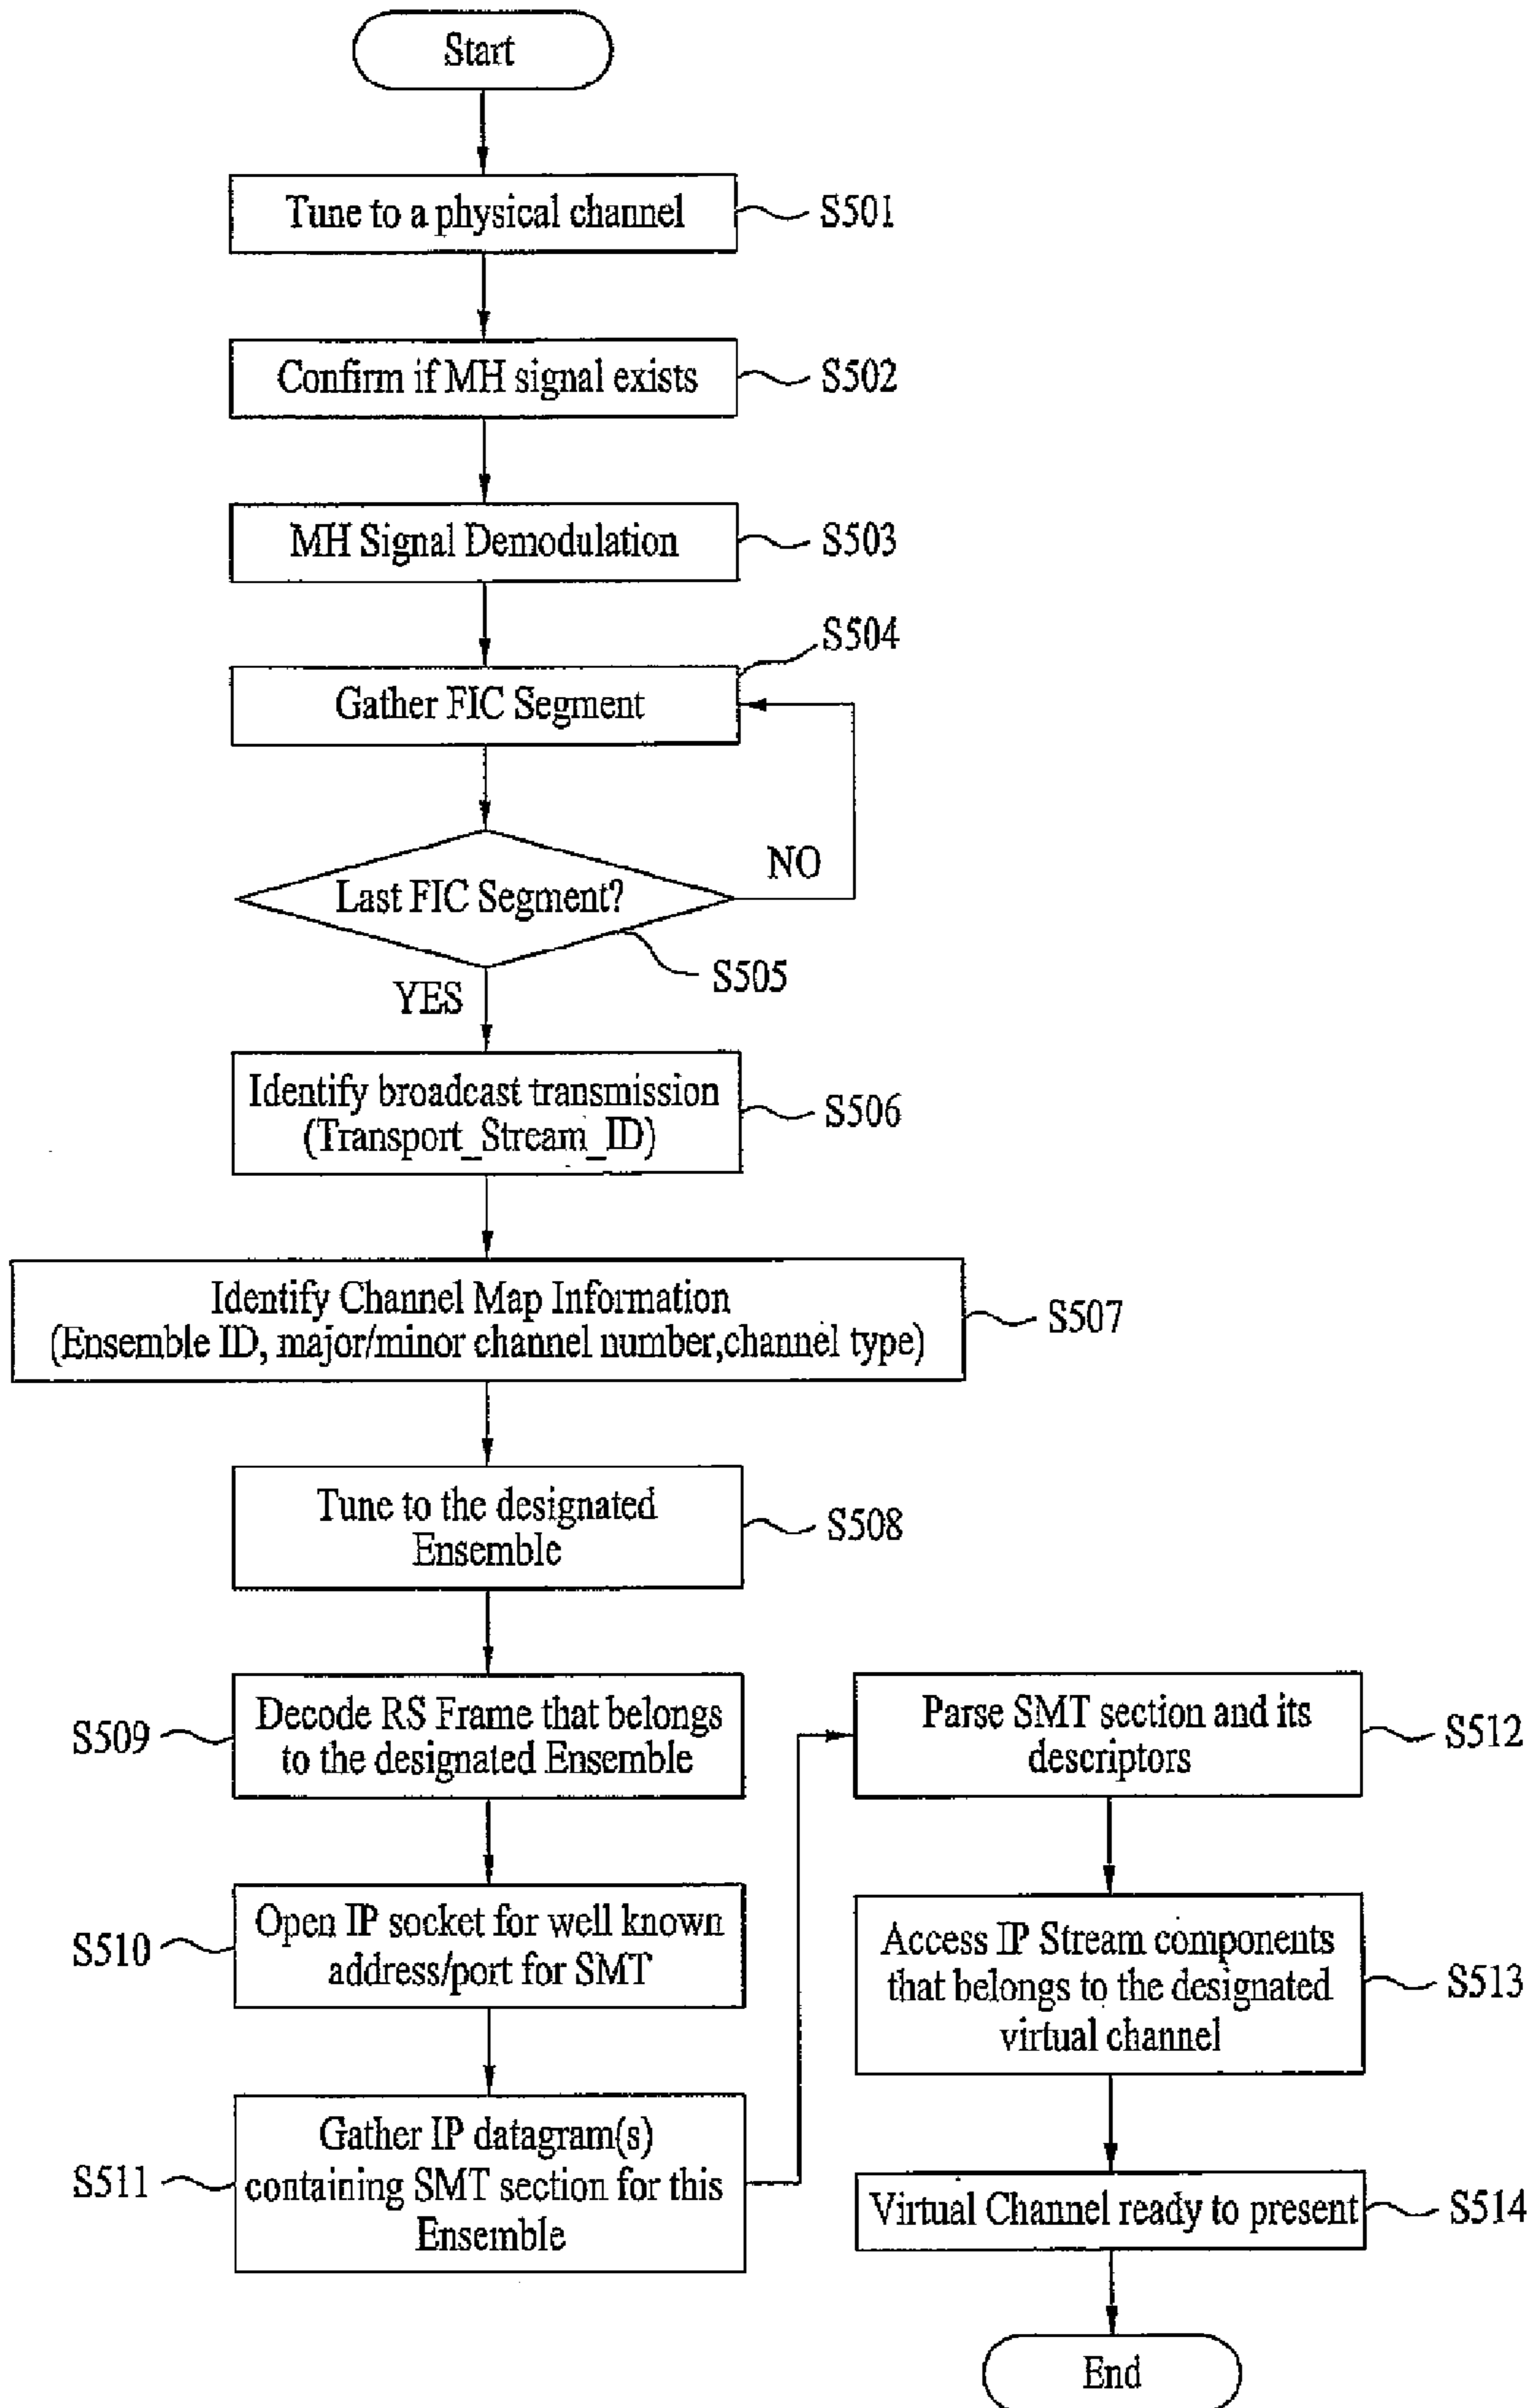 Start
Tune to a physical channel
S501
Confirm if MH signal exists
S502
MH Signal Demodulation
S503
S504
Gather FIC Segment
NO
Last FIC Segment?
S505
YES
Identify broadcast transmission
(Transport_Stream_ID)
S506
Identify Channel Map Information
(Ensemble ID, major/minor channel number,channel type)
S507
Tune to the designated
Ensemble
S508
S509
Decode RS Frame that belongs
to the designated Ensemble
S510
Open IP socket for well known
address/port for SMT
S511
Gather IP datagram(s)
containing SMT section for this
Ensemble
Parse SMT section and its
descriptors
S512
Access IP Stream components
that belongs to the designated
virtual channel
S513
Virtual Channel ready to present
S514
End